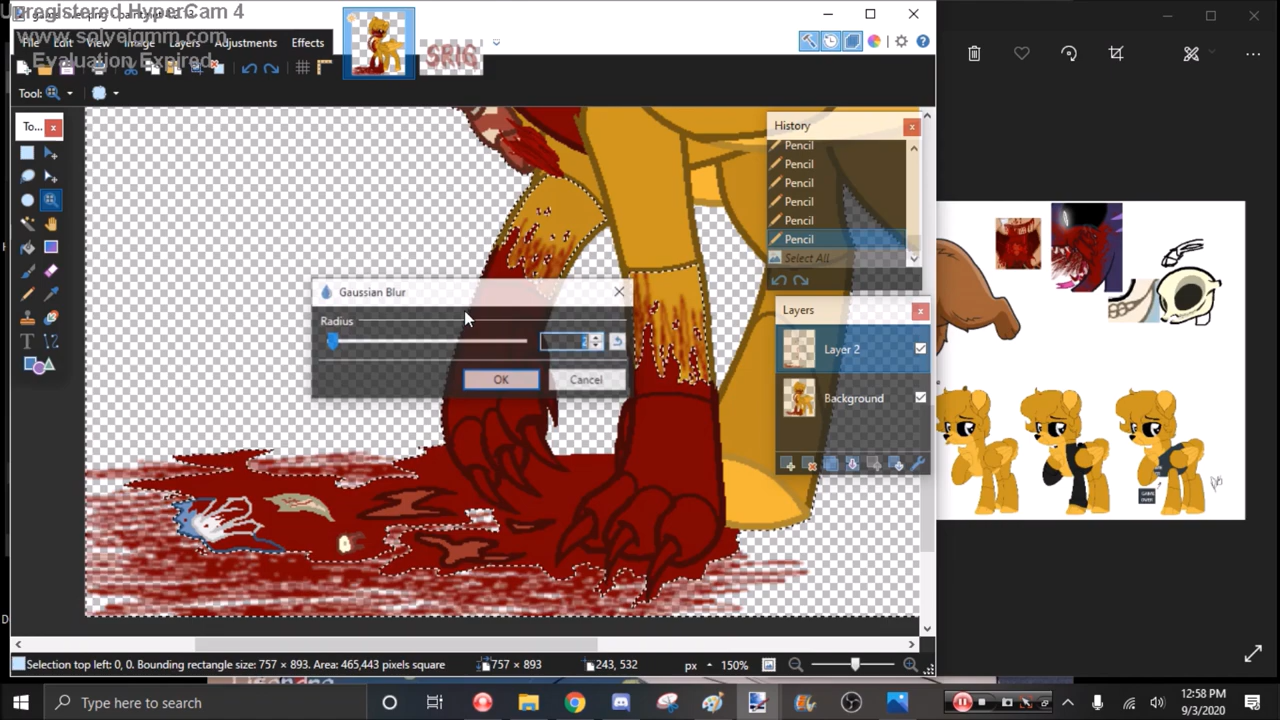 Unregistered HyperCam 4
www.solveigmm.com
Evaluation Expired
File Edit View Image Layers Adjustments Effects
Tool:
To...
History
Pencil
Pencil
Pencil
Pencil
Pencil
Pencil
Select All
Gaussian Blur
Radius
2
OK
Cancel
Layers
Layer 2
Background
Selection top left: 0, 0. Bounding rectangle size: 757 × 893. Area: 465,443 pixels square
757 × 893
243, 532
px
150%
Type here to search
12:58 PM
9/3/2020